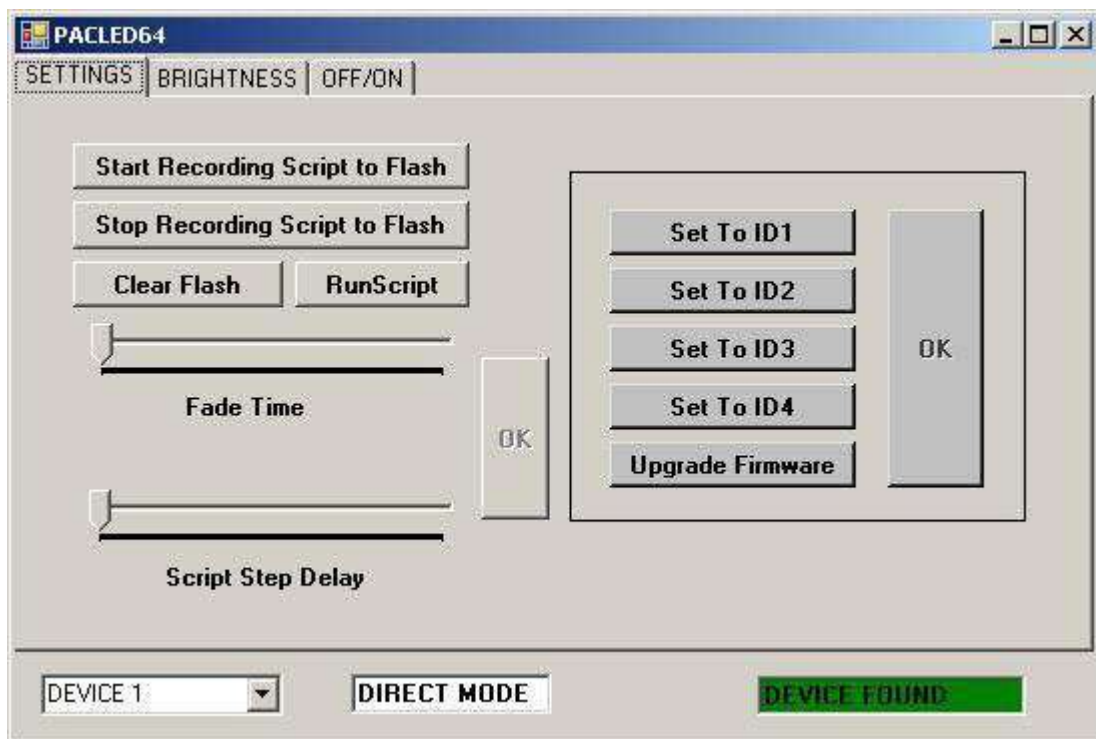 PACLED64
SETTINGS BRIGHTNESS OFF/ON
Start Recording Script to Flash
Stop Recording Script to Flash
Clear Flash RunScript
Fade Time
OK
Script Step Delay
Set To ID1
Set To ID2
Set To ID3
Set To ID4
Upgrade Firmware
OK
DEVICE 1 DIRECT MODE DEVICE FOUND